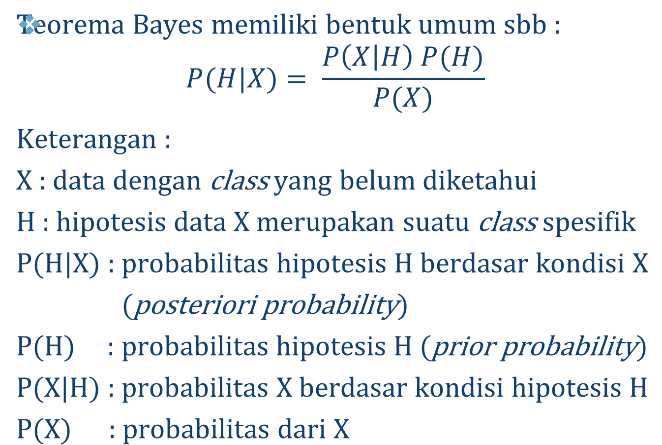 Teorema Bayes memiliki bentuk umum sbb :
P(H|X) = P(X|H) P(H) / P(X)
Keterangan :
X : data dengan class yang belum diketahui
H : hipotesis data X merupakan suatu class spesifik
P(H|X) : probabilitas hipotesis H berdasar kondisi X
(posteriori probability)
P(H) : probabilitas hipotesis H (prior probability)
P(X|H) : probabilitas X berdasar kondisi hipotesis H
P(X) : probabilitas dari X